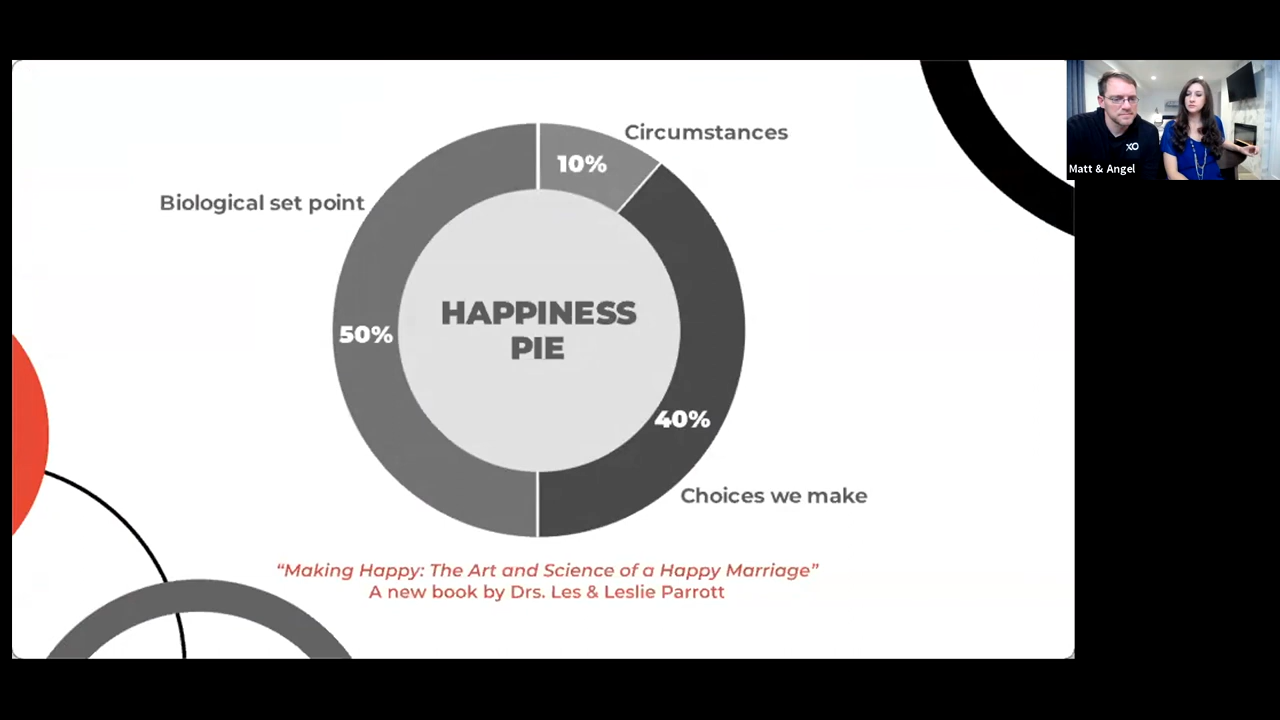 Circumstances
10%
Biological set point
HAPPINESS
PIE
50%
40%
Choices we make
“Making Happy: The Art and Science of a Happy Marriage”
A new book by Drs. Les & Leslie Parrott
XO
Matt & Angel